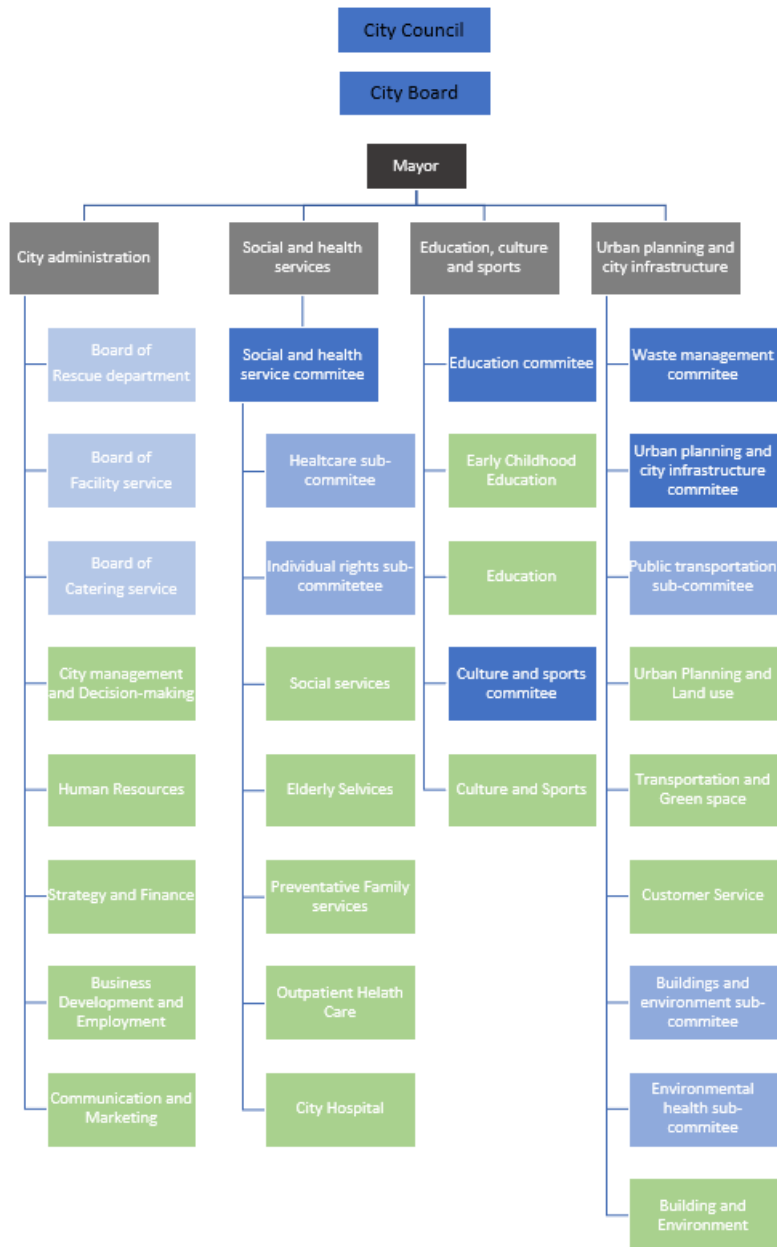 City Council
City Board
Mayor
City administration
Social and health
services
Education, culture
and sports
Urban planning and
city infrastructure
Board of
Rescue department
Board of
Facility service
Board of
Catering service
City management
and Decision-making
Human Resources
Strategy and Finance
Business
Development and
Employment
Communication and
Marketing
Social and health
service commitee
Healtcare sub-
commitee
Individual rights sub-
commitetee
Social services
Elderly Selvices
Preventative Family
services
Outpatient Helath
Care
City Hospital
Education commitee
Early Childhood
Education
Education
Culture and sports
commitee
Culture and Sports
Waste management
commitee
Urban planning and
city infrastructure
commitee
Public transportation
sub-commitee
Urban Planning and
Land use
Transportation and
Green space
Customer Service
Buildings and
environment sub-
commitee
Environmental
health sub-
commitee
Building and
Environment